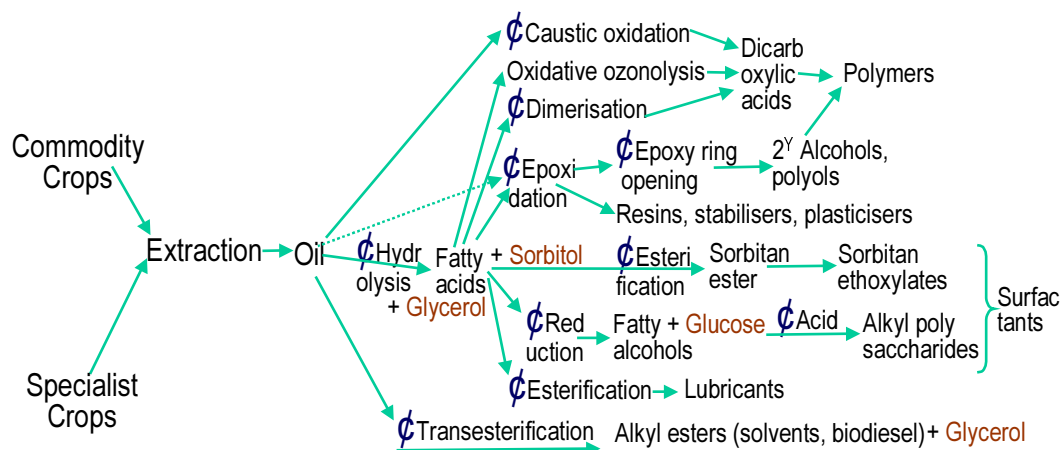 ₵Caustic oxidation
Dicarb
oxylic
acids
Oxidative ozonolysis
Polymers
₵Dimerisation
Commodity
Crops
₵Epoxi
dation
₵Epoxy ring
opening
2ʸ Alcohols,
polyols
Resins, stabilisers, plasticisers
Extraction
Oil
₵Hydr
olysis
Fatty + Sorbitol
acids
+ Glycerol
₵Esteri
fication
Sorbitan
ester
Sorbitan
ethoxylates
Surfac
tants
₵Red
uction
Fatty + Glucose
alcohols
₵Acid
Alkyl poly
saccharides
Specialist
Crops
₵Esterification
Lubricants
₵Transesterification
Alkyl esters (solvents, biodiesel) + Glycerol